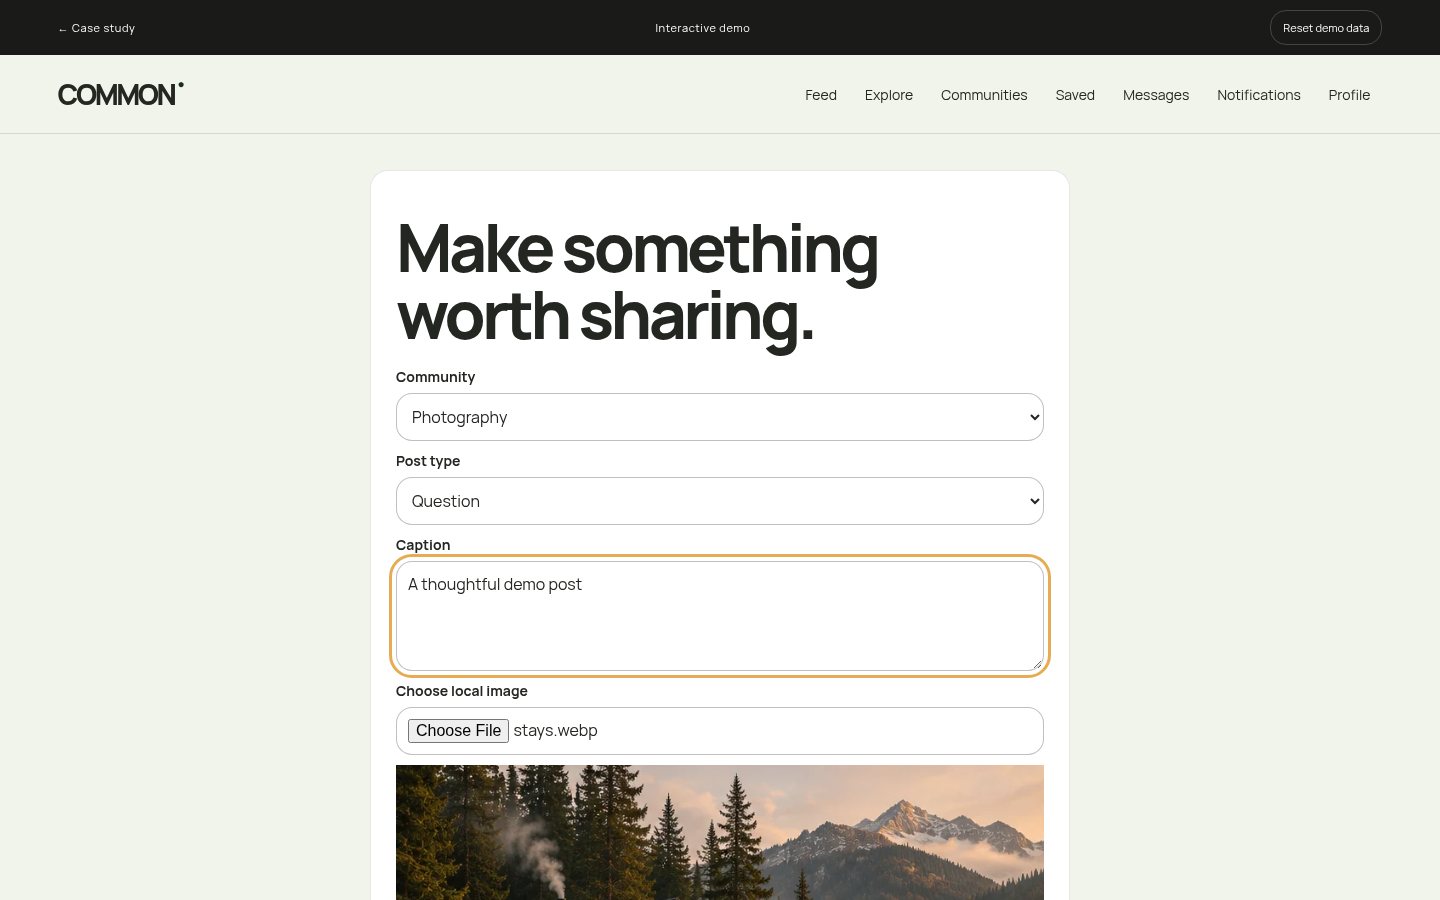 ← Case study
Interactive demo
Reset demo data
COMMON
Feed
Explore
Communities
Saved
Messages
Notifications
Profile
Make something
worth sharing.
Community
Photography
Post type
Question
Caption
A thoughtful demo post
Choose local image
Choose File stays.webp